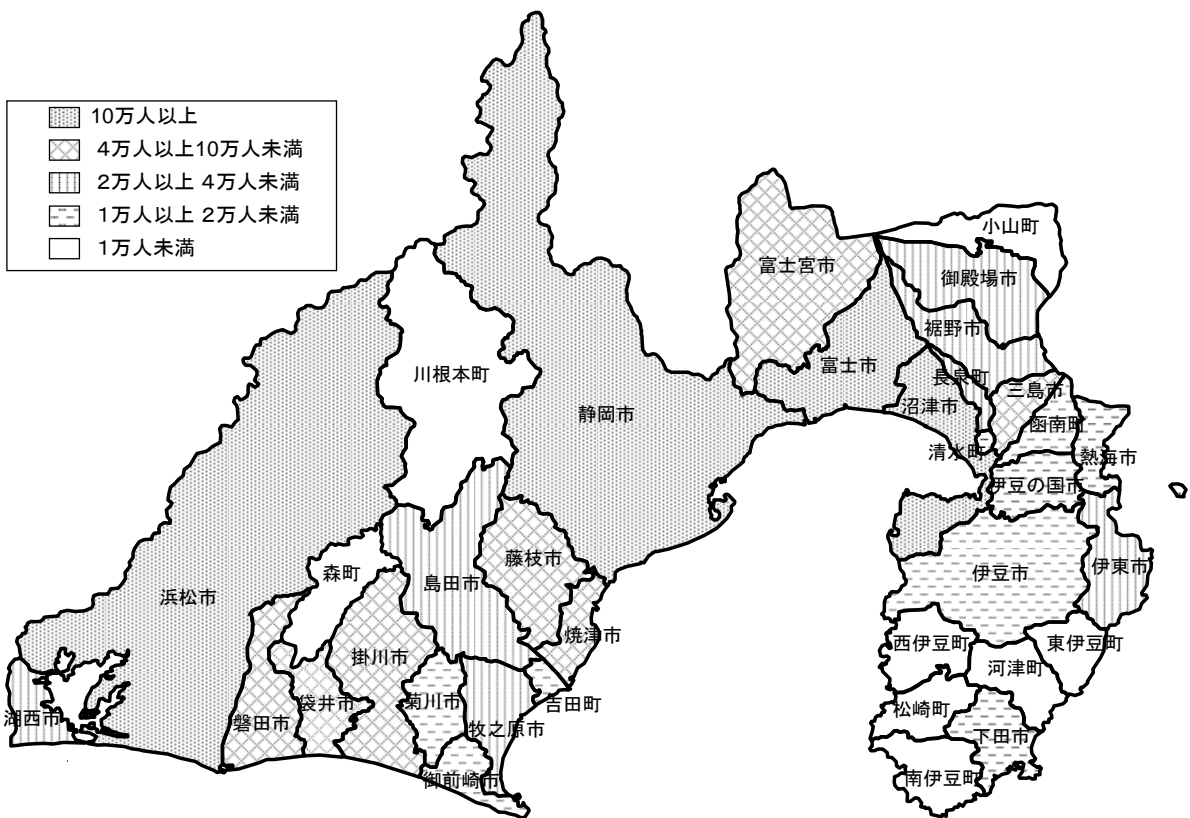 10万人以上
4万人以上10万人未満
2万人以上 4万人未満
1万人以上 2万人未満
1万人未満
小山町
富士宮市
御殿場市
裾野市
富士市
長泉町
川根本町
三島市
沼津市
静岡市
函南町
清水町
熱海市
伊豆の国市
藤枝市
森町
島田市
伊豆市
伊東市
浜松市
焼津市
西伊豆町
東伊豆町
掛川市
河津町
袋井市
菊川市
吉田町
松崎町
湖西市
磐田市
牧之原市
下田市
御前崎市
南伊豆町